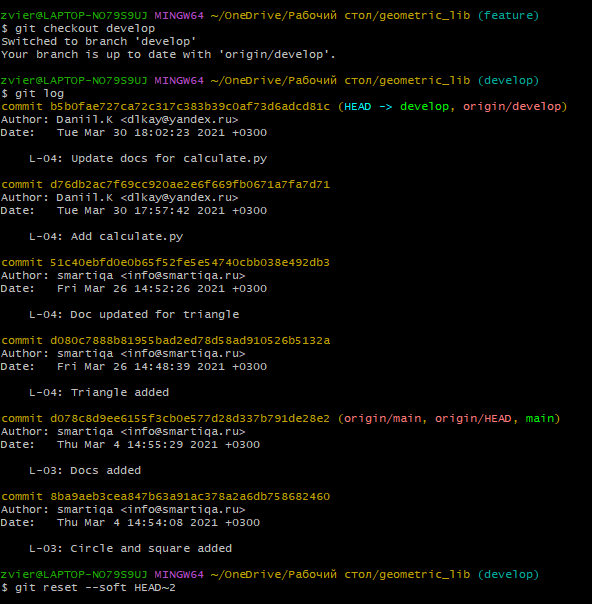 zvier@LAPTOP-NO79S9UJ MINGW64 ~/OneDrive/Рабочий стол/geometric_lib (feature)
$ git checkout develop
Switched to branch 'develop'
Your branch is up to date with 'origin/develop'.
zvier@LAPTOP-NO79S9UJ MINGW64 ~/OneDrive/Рабочий стол/geometric_lib (develop)
$ git log
commit b5b0fae727ca72c317c383b39c0af73d6adcd81c (HEAD -> develop, origin/develop)
Author: Daniil.K <dlkay@yandex.ru>
Date:   Tue Mar 30 18:02:23 2021 +0300
    L-04: Update docs for calculate.py
commit d76db2ac7f69cc920ae2e6f669fb0671a7fa7d71
Author: Daniil.K <dlkay@yandex.ru>
Date:   Tue Mar 30 17:57:42 2021 +0300
    L-04: Add calculate.py
commit 51c40ebfd0e0b65f52fe5e54740cbb038e492db3
Author: smartiqa <info@smartiqa.ru>
Date:   Fri Mar 26 14:52:26 2021 +0300
    L-04: Doc updated for triangle
commit d080c7888b81955bad2ed78d58ad910526b5132a
Author: smartiqa <info@smartiqa.ru>
Date:   Fri Mar 26 14:48:39 2021 +0300
    L-04: Triangle added
commit d078c8d9ee6155f3cb0e577d28d337b791de28e2 (origin/main, origin/HEAD, main)
Author: smartiqa <info@smartiqa.ru>
Date:   Thu Mar 4 14:55:29 2021 +0300
    L-03: Docs added
commit 8ba9aeb3cea847b63a91ac378a2a6db758682460
Author: smartiqa <info@smartiqa.ru>
Date:   Thu Mar 4 14:54:08 2021 +0300
    L-03: Circle and square added
zvier@LAPTOP-NO79S9UJ MINGW64 ~/OneDrive/Рабочий стол/geometric_lib (develop)
$ git reset --soft HEAD~2